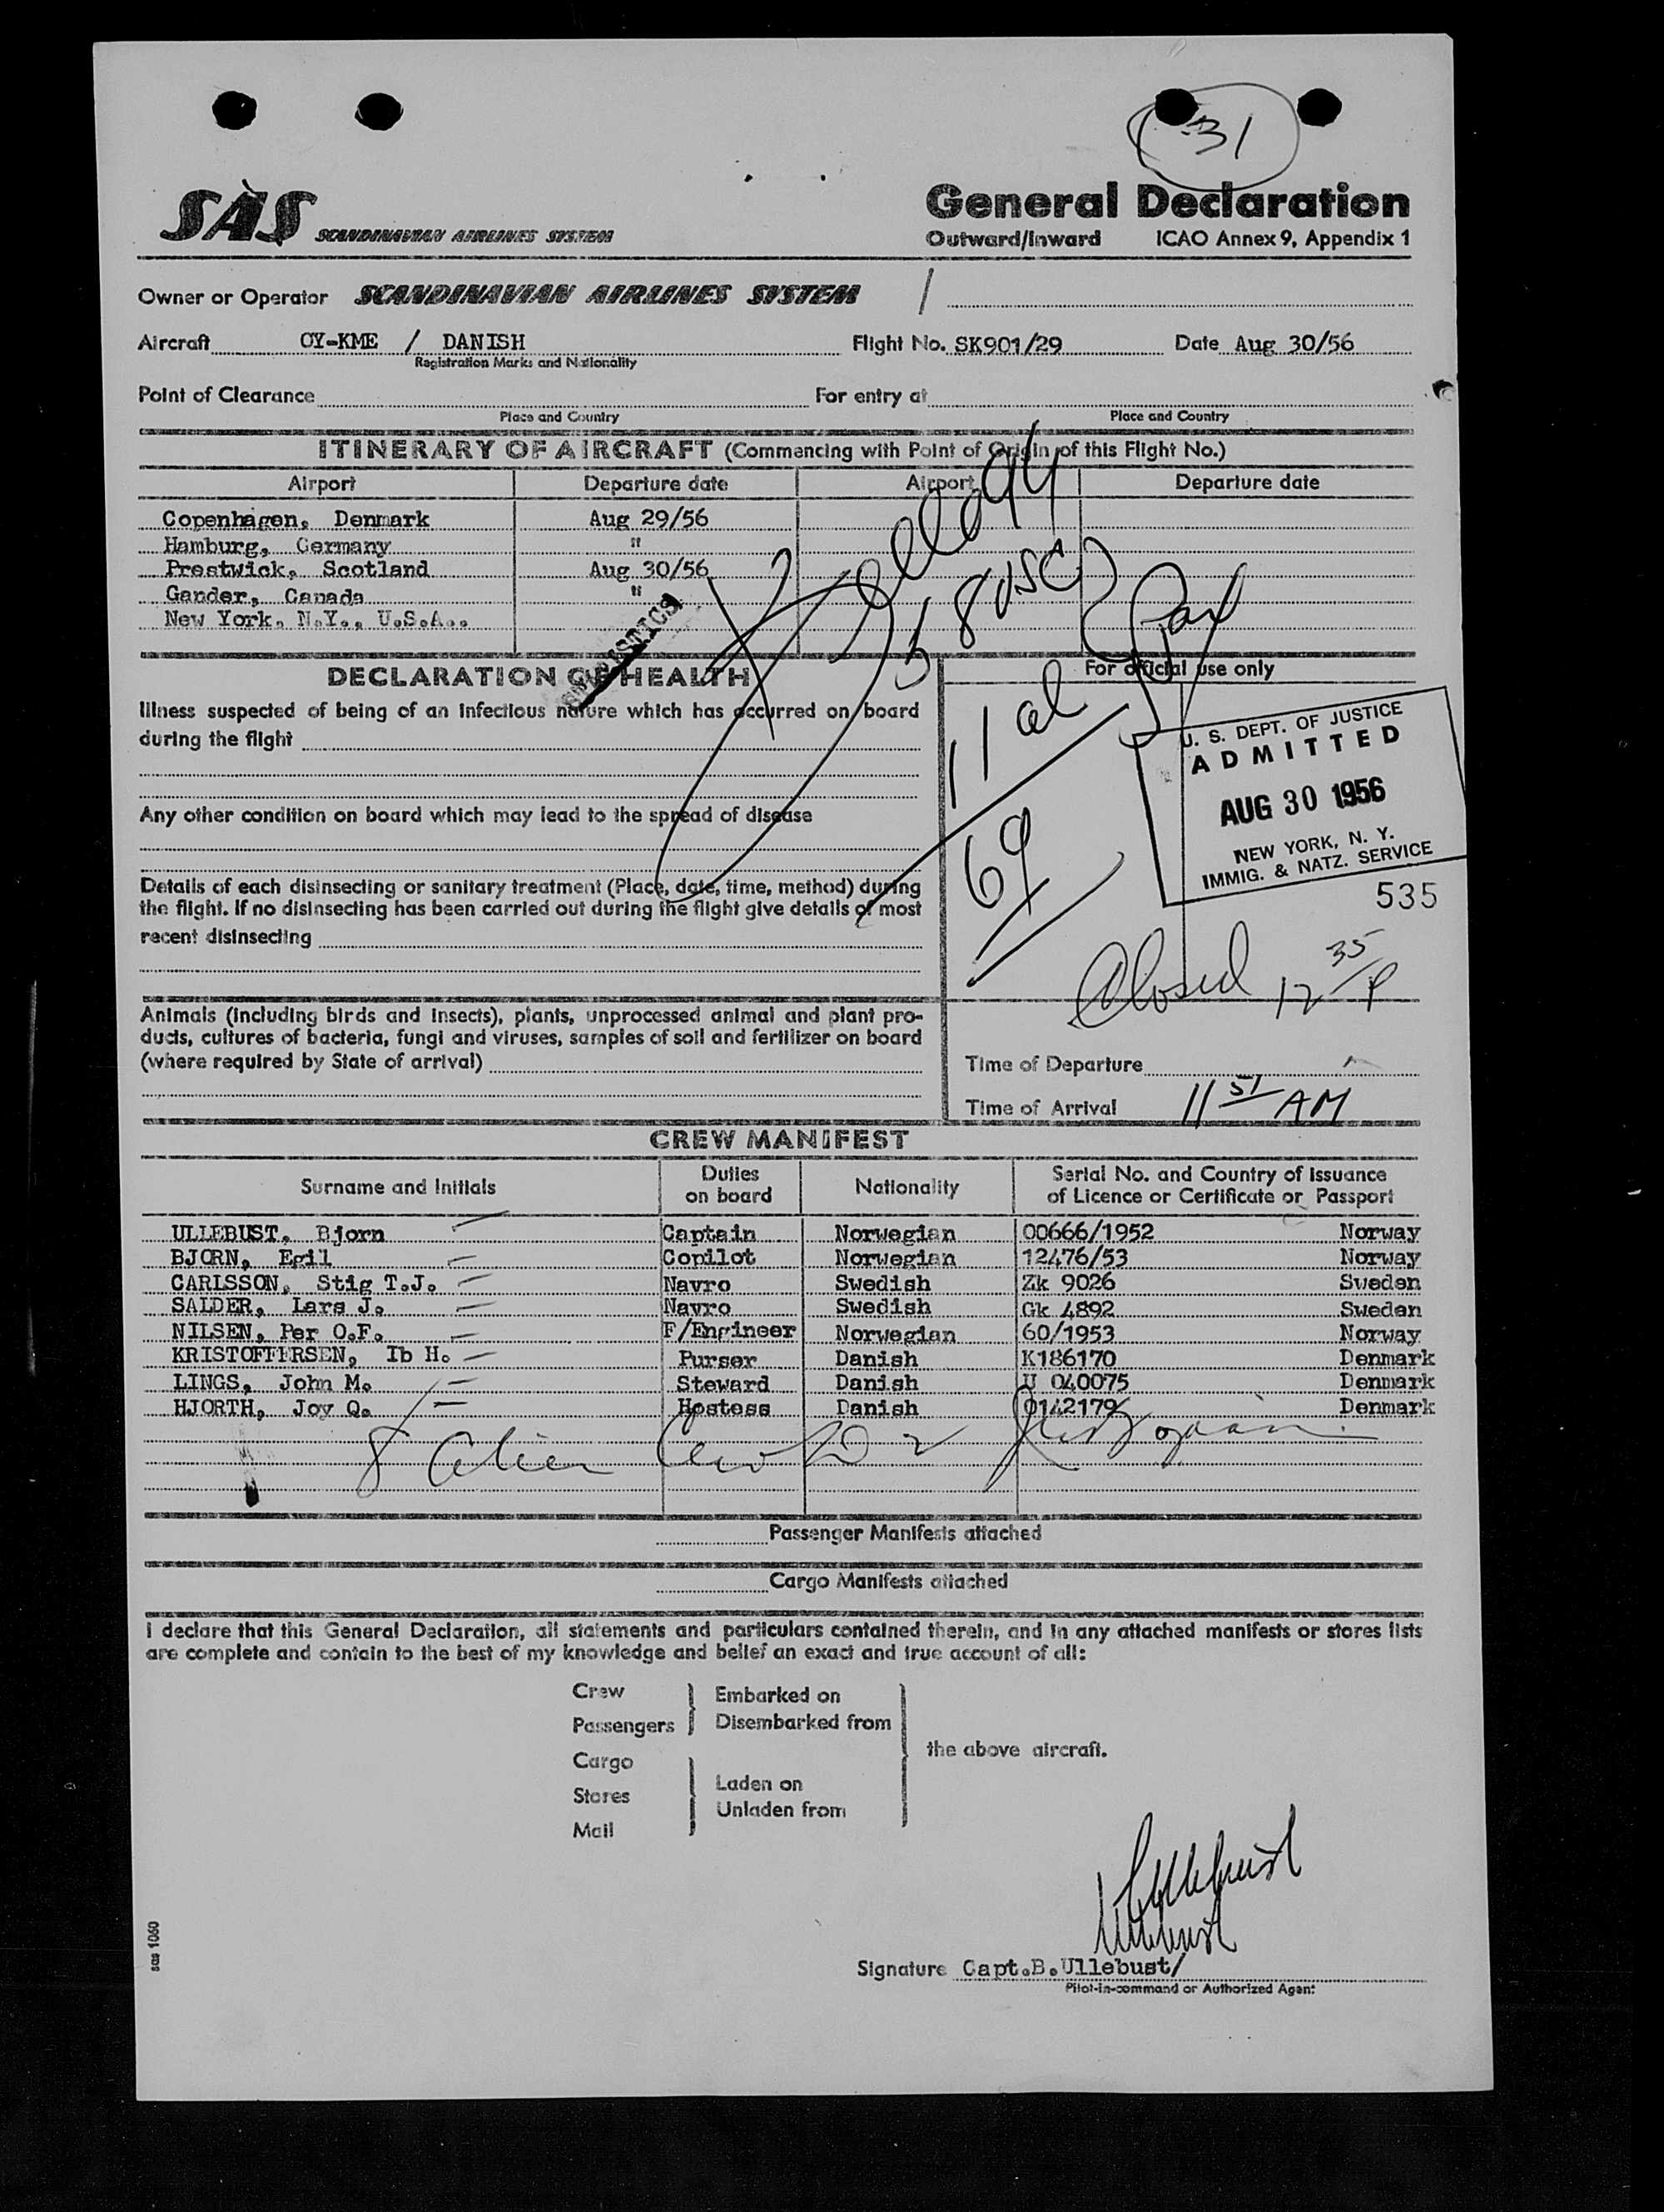 31
SAS SCANDINAVIAN AIRLINES SYSTEM
General Declaration
Outward/Inward ICAO Annex 9, Appendix 1
Owner or Operator SCANDINAVIAN AIRLINES SYSTEM /
Aircraft OY-KME / DANISH Flight No. SK901/29 Date Aug 30/56
Registration Marks and Nationality
Point of Clearance For entry at
Place and Country Place and Country
ITINERARY OF AIRCRAFT (Commencing with Point of Origin of this Flight No.)
Airport Departure date Airport Departure date
Copenhagen, Denmark Aug 29/56
Hamburg, Germany "
Prestwick, Scotland Aug 30/56
Gander, Canada "
New York, N.Y., U.S.A..
58 USC
11 al
69
DECLARATION OF HEALTH
Illness suspected of being of an infectious nature which has occurred on board
during the flight
Any other condition on board which may lead to the spread of disease
Details of each disinsecting or sanitary treatment (Place, date, time, method) during
the flight. If no disinsecting has been carried out during the flight give details of most
recent disinsecting
Animals (including birds and insects), plants, unprocessed animal and plant pro-
ducts, cultures of bacteria, fungi and viruses, samples of soil and fertilizer on board
(where required by State of arrival)
For official use only
U. S. DEPT. OF JUSTICE
ADMITTED
AUG 30 1956
NEW YORK, N. Y.
IMMIG. & NATZ. SERVICE
535
Closed 12 35 P
Time of Departure
Time of Arrival 11 51 AM
CREW MANIFEST
Surname and Initials Duties on board Nationality Serial No. and Country of Issuance of Licence or Certificate or Passport
ULLEBUST, Bjorn Captain Norwegian 00666/1952 Norway
BJORN, Egil Copilot Norwegian 12476/53 Norway
CARLSSON, Stig T.J. Navro Swedish Zk 9026 Sweden
SALDER, Lars J. Navro Swedish Gk 4892 Sweden
NILSEN, Per O.F. F/Engineer Norwegian 60/1953 Norway
KRISTOFFERSEN, Ib H. Purser Danish K186170 Denmark
LINGS, John M. Steward Danish U 040075 Denmark
HJORTH, Joy Q. Hostess Danish 0142179 Denmark
8 Alien Crew
Passenger Manifests attached
Cargo Manifests attached
I declare that this General Declaration, all statements and particulars contained therein, and in any attached manifests or stores lists
are complete and contain to the best of my knowledge and belief an exact and true account of all:
Crew
Passengers
Embarked on
Disembarked from
Cargo
Stores
Mail
Laden on
Unladen from
the above aircraft.
Ullebust
Ullebust
Signature Capt.B.Ullebust/
Pilot-in-command or Authorized Agent
sas 1060